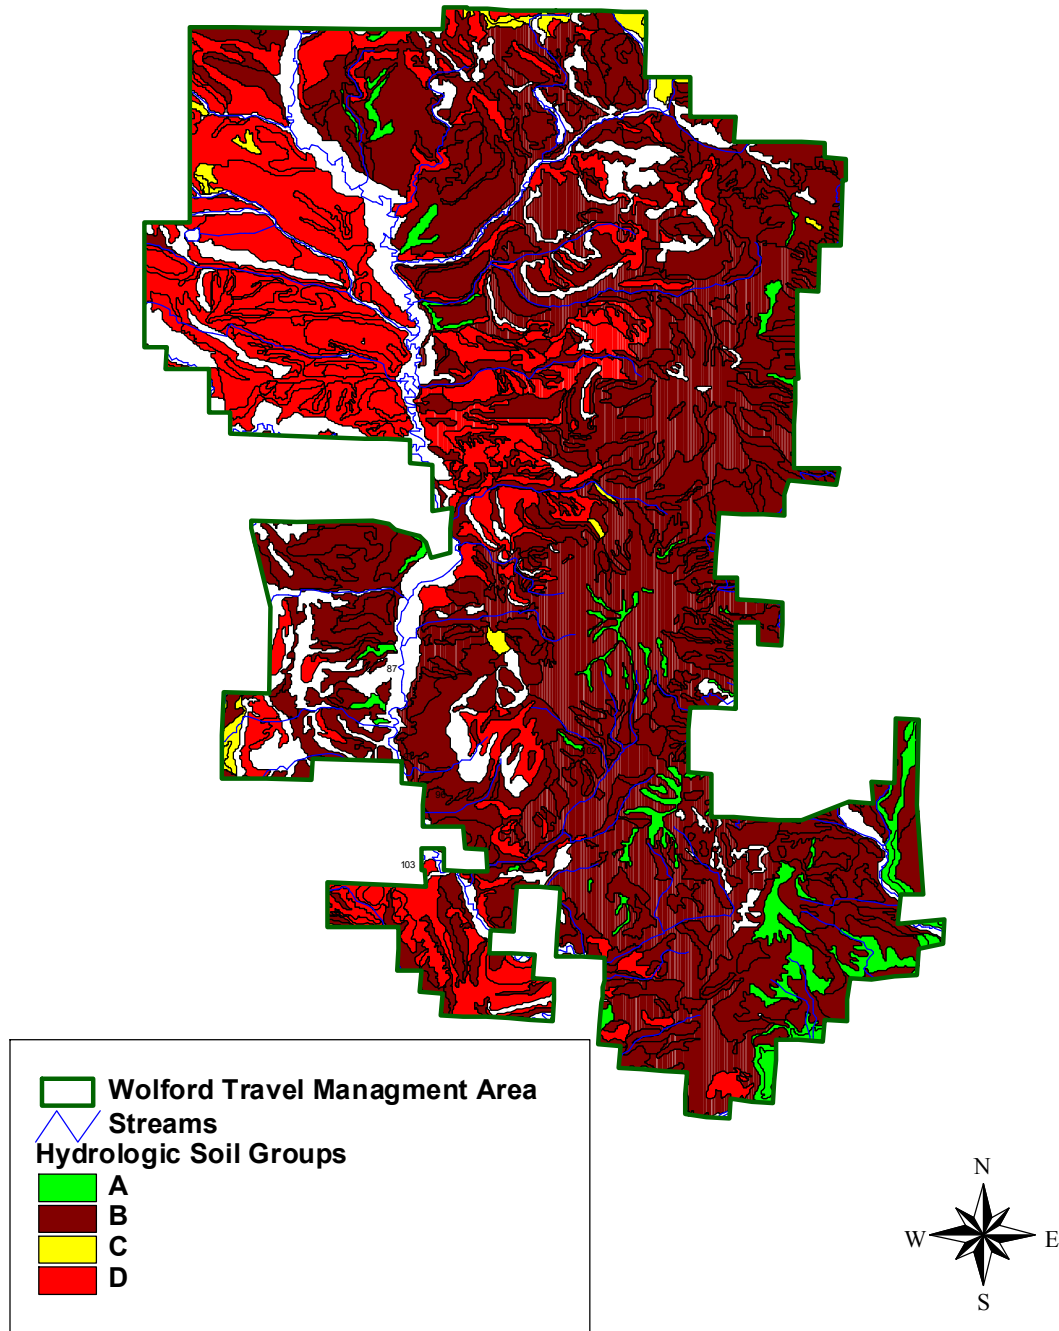 87
103
Wolford Travel Managment Area
Streams
Hydrologic Soil Groups
A
B
C
D
N
W E
S